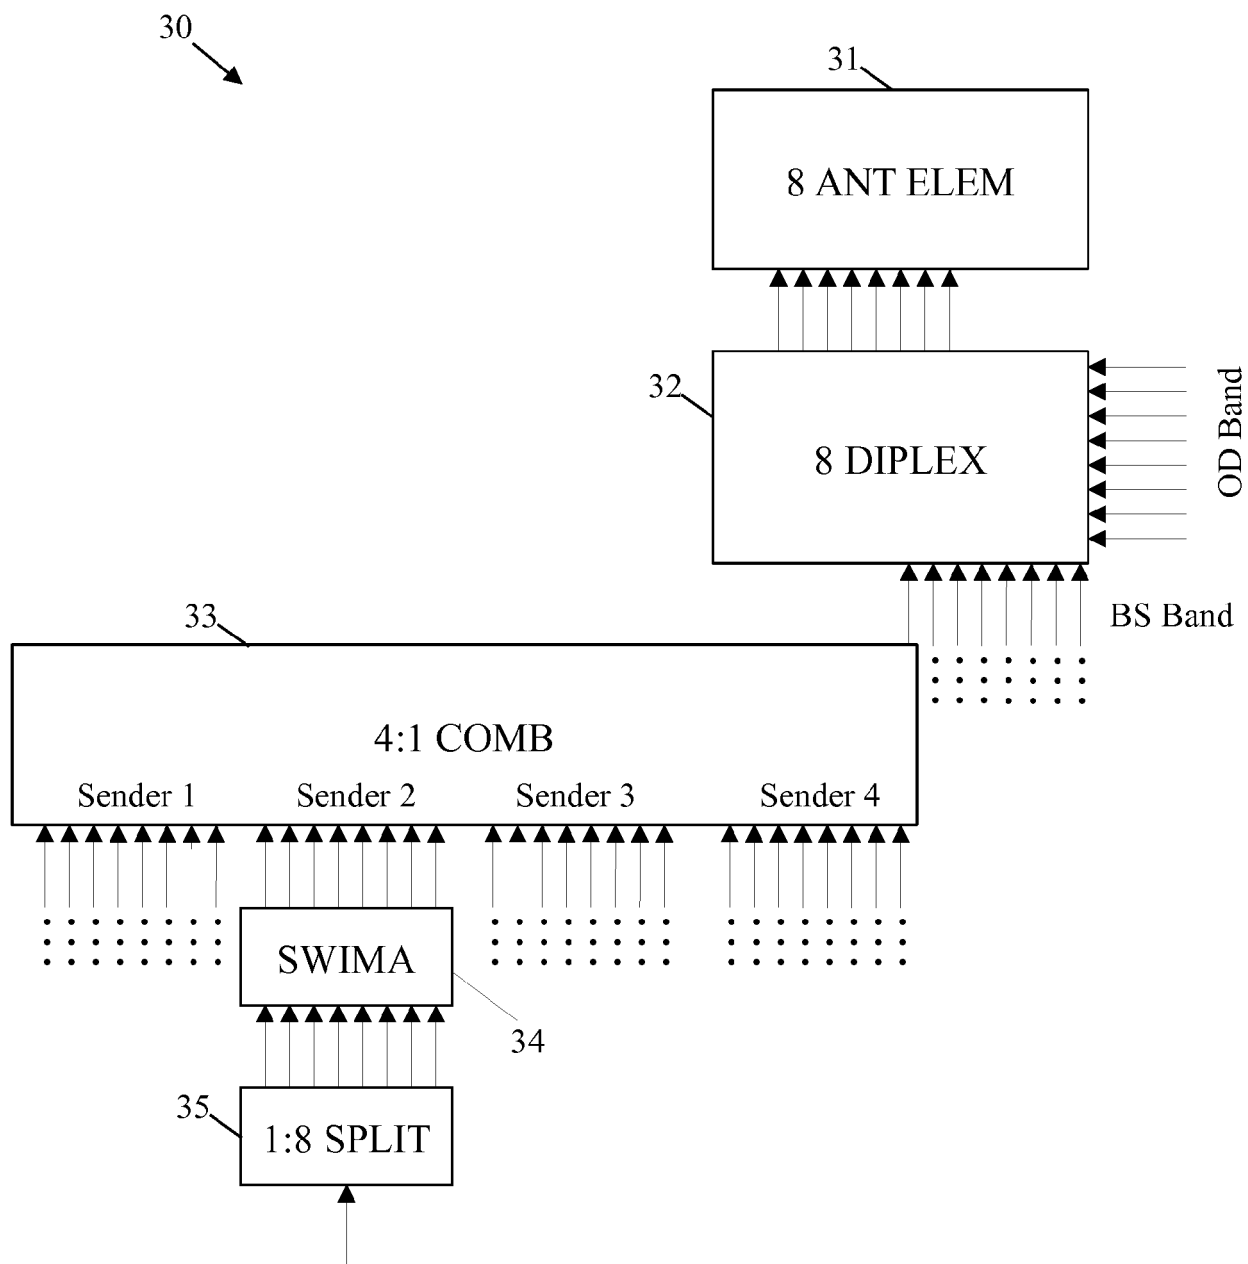 30
31
8 ANT ELEM
32
8 DIPLEX
OD Band
BS Band
33
4:1 COMB
Sender 1 Sender 2 Sender 3 Sender 4
SWIMA
34
35
1:8 SPLIT